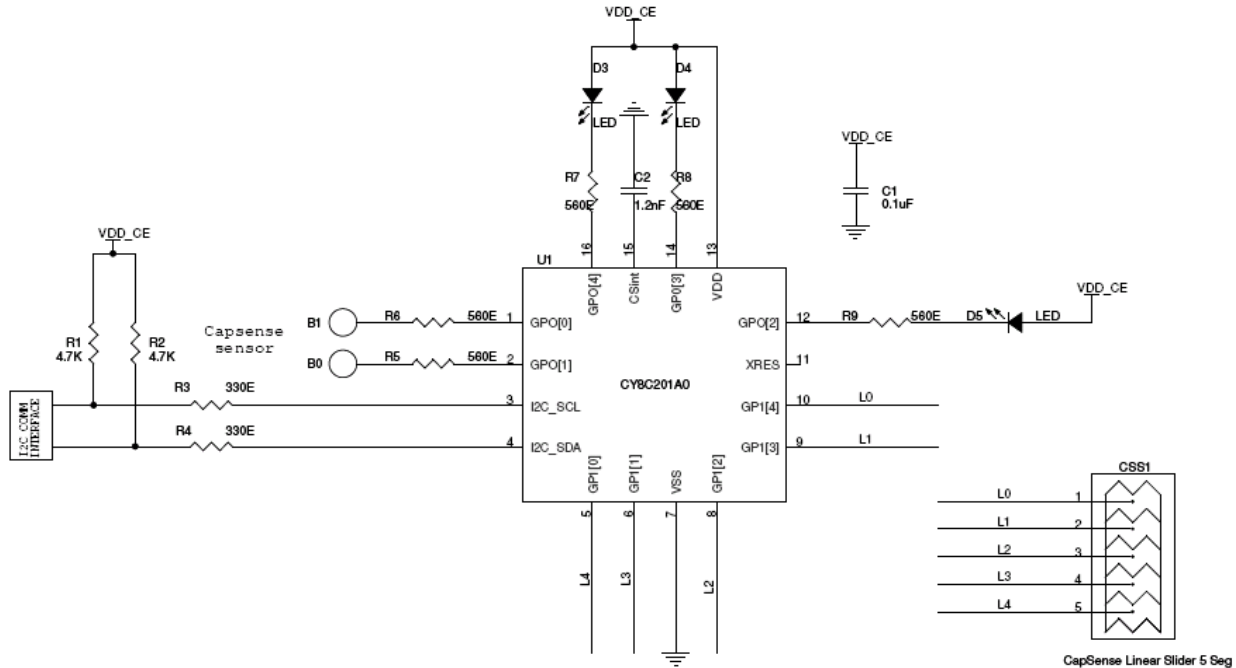 VDD_CE
D3
D4
LED
LED
R7
560E
C2
1.2nF
R8
560E
VDD_CE
C1
0.1uF
16
15
14
13
U1
GPO[4]
CSint
GP0[3]
VDD
VDD_CE
R1
4.7K
R2
4.7K
Capsense
sensor
B1
R6
560E
1
GPO[0]
B0
R5
560E
2
GPO[1]
R3
330E
3
I2C_SCL
R4
330E
4
I2C_SDA
I2C COMM
INTERFACE
CY8C201A0
GPO[2]
12
R9
560E
D5
LED
VDD_CE
XRES
11
GP1[4]
10
L0
GP1[3]
9
L1
GP1[0]
GP1[1]
VSS
GP1[2]
5
6
7
8
L4
L3
L2
CSS1
L0
1
L1
2
L2
3
L3
4
L4
5
CapSense Linear Slider 5 Seg